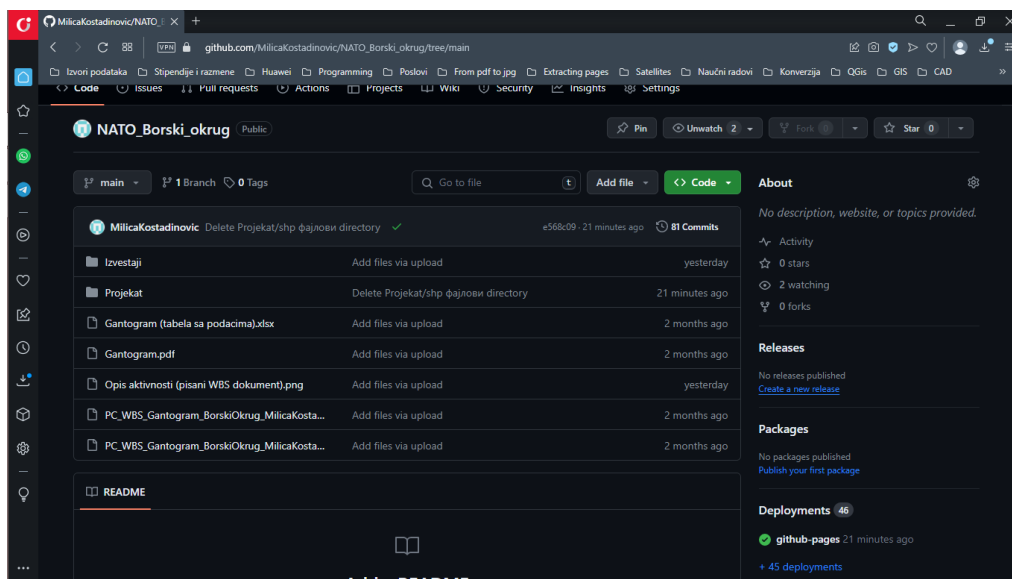 MilicaKostadinovic/NATO_E
VPN github.com/MilicaKostadinovic/NATO_Borski_okrug/tree/main
Izvori podataka Stipendije i razmene Huawei Programming Poslovi From pdf to jpg Extracting pages Satellites Naučni radovi Konverzija QGis GIS CAD »
Code Issues Pull requests Actions Projects Wiki Security Insights Settings
NATO_Borski_okrug Public Pin Unwatch 2 Fork 0 Star 0
main 1 Branch 0 Tags Go to file t Add file Code About
No description, website, or topics provided.
MilicaKostadinovic Delete Projekat/shp фајлови directory e568c09 · 21 minutes ago 81 Commits
Activity
Izvestaji Add files via upload yesterday
0 stars
2 watching
Projekat Delete Projekat/shp фајлови directory 21 minutes ago
0 forks
Gantogram (tabela sa podacima).xlsx Add files via upload 2 months ago
Releases
Gantogram.pdf Add files via upload 2 months ago
No releases published
Create a new release
Opis aktivnosti (pisani WBS dokument).png Add files via upload yesterday
PC_WBS_Gantogram_BorskiOkrug_MilicaKosta... Add files via upload 2 months ago
Packages
PC_WBS_Gantogram_BorskiOkrug_MilicaKosta... Add files via upload 2 months ago
No packages published
Publish your first package
README
Deployments 46
github-pages 21 minutes ago
+ 45 deployments